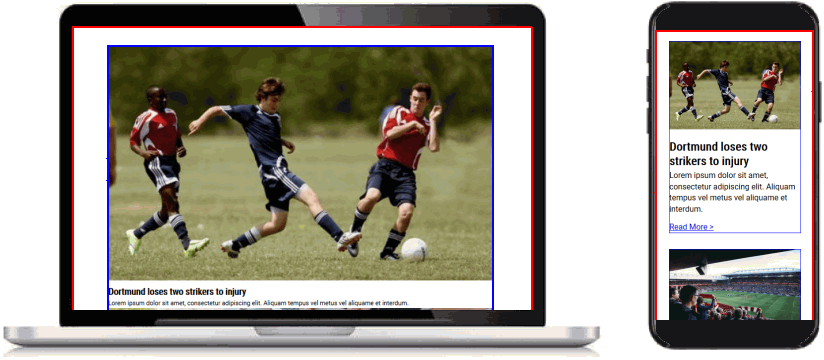 Dortmund loses two strikers to injury
Lorem ipsum dolor sit amet, consectetur adipiscing elit. Aliquam tempus vel metus vel aliquame et interdum.
Dortmund loses two
strikers to injury
Lorem ipsum dolor sit amet,
consectetur adipiscing elit. Aliquam
tempus vel metus vel aliquame et
interdum.
Read More >